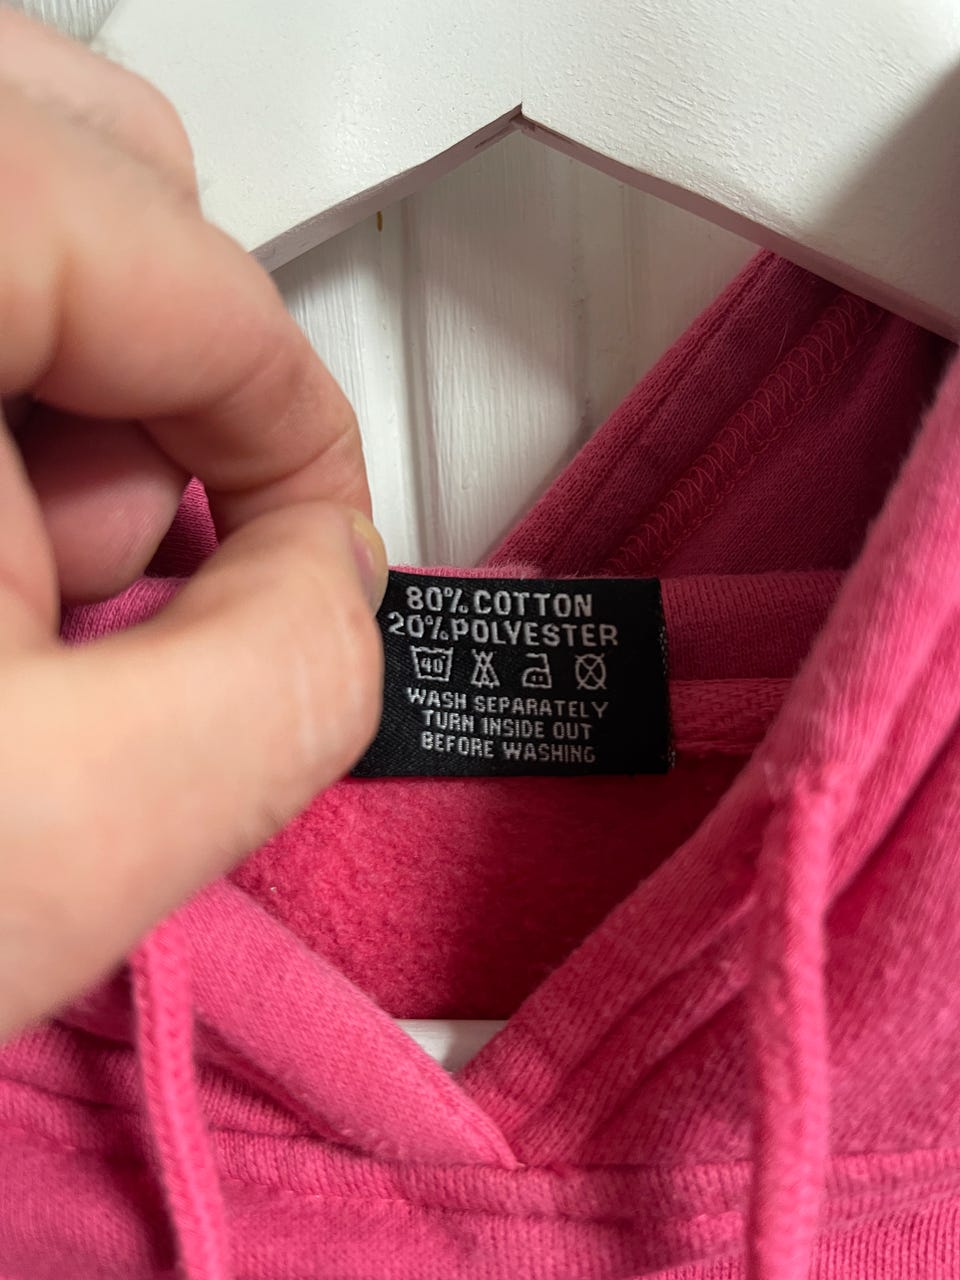 80% COTTON
20% POLYESTER
40°
WASH SEPARATELY
TURN INSIDE OUT
BEFORE WASHING